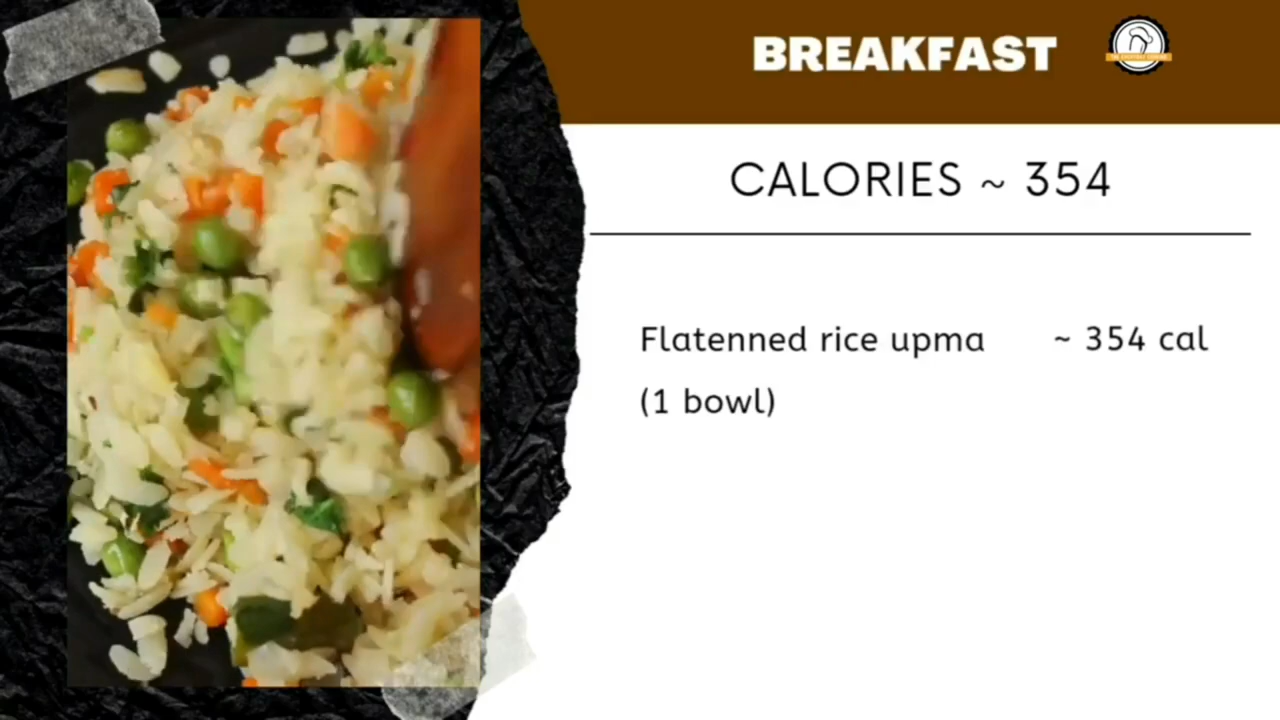 BREAKFAST
CALORIES ~ 354
Flatenned rice upma ~ 354 cal
(1 bowl)